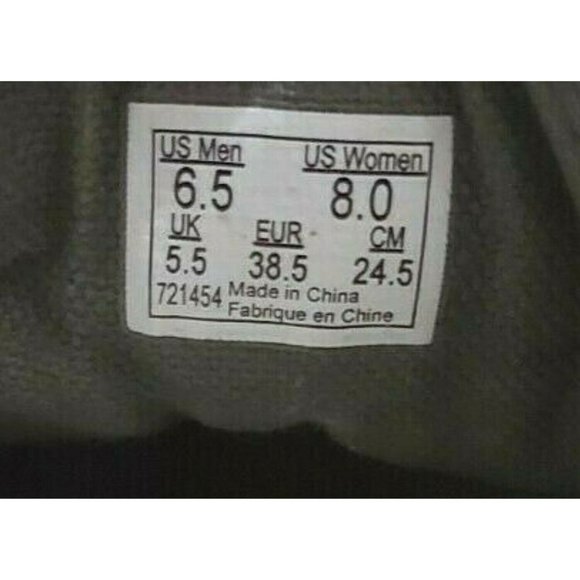 US Men US Women
6.5 8.0
UK EUR CM
5.5 38.5 24.5
721454 Made in China
Fabrique en Chine